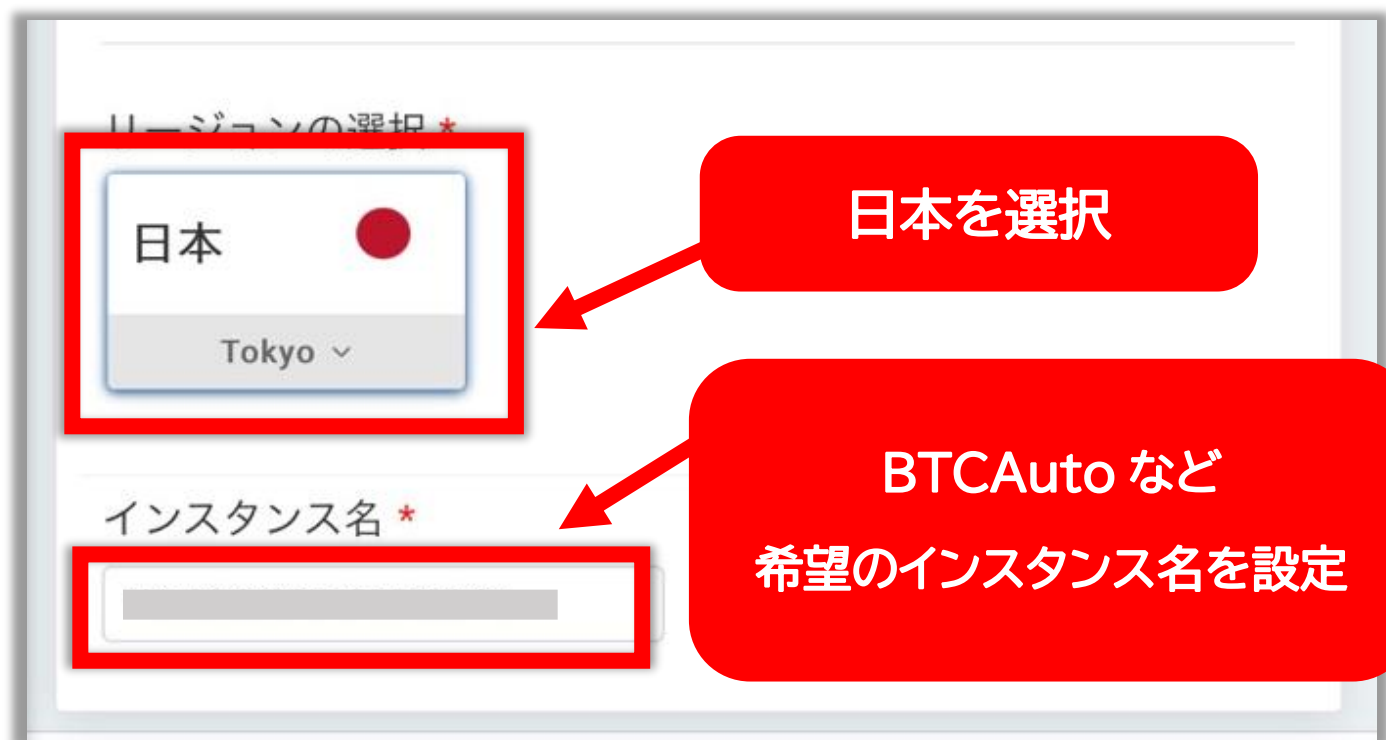 リージョンの選択 *
日本
Tokyo
日本を選択
インスタンス名 *
BTCAuto など
希望のインスタンス名を設定